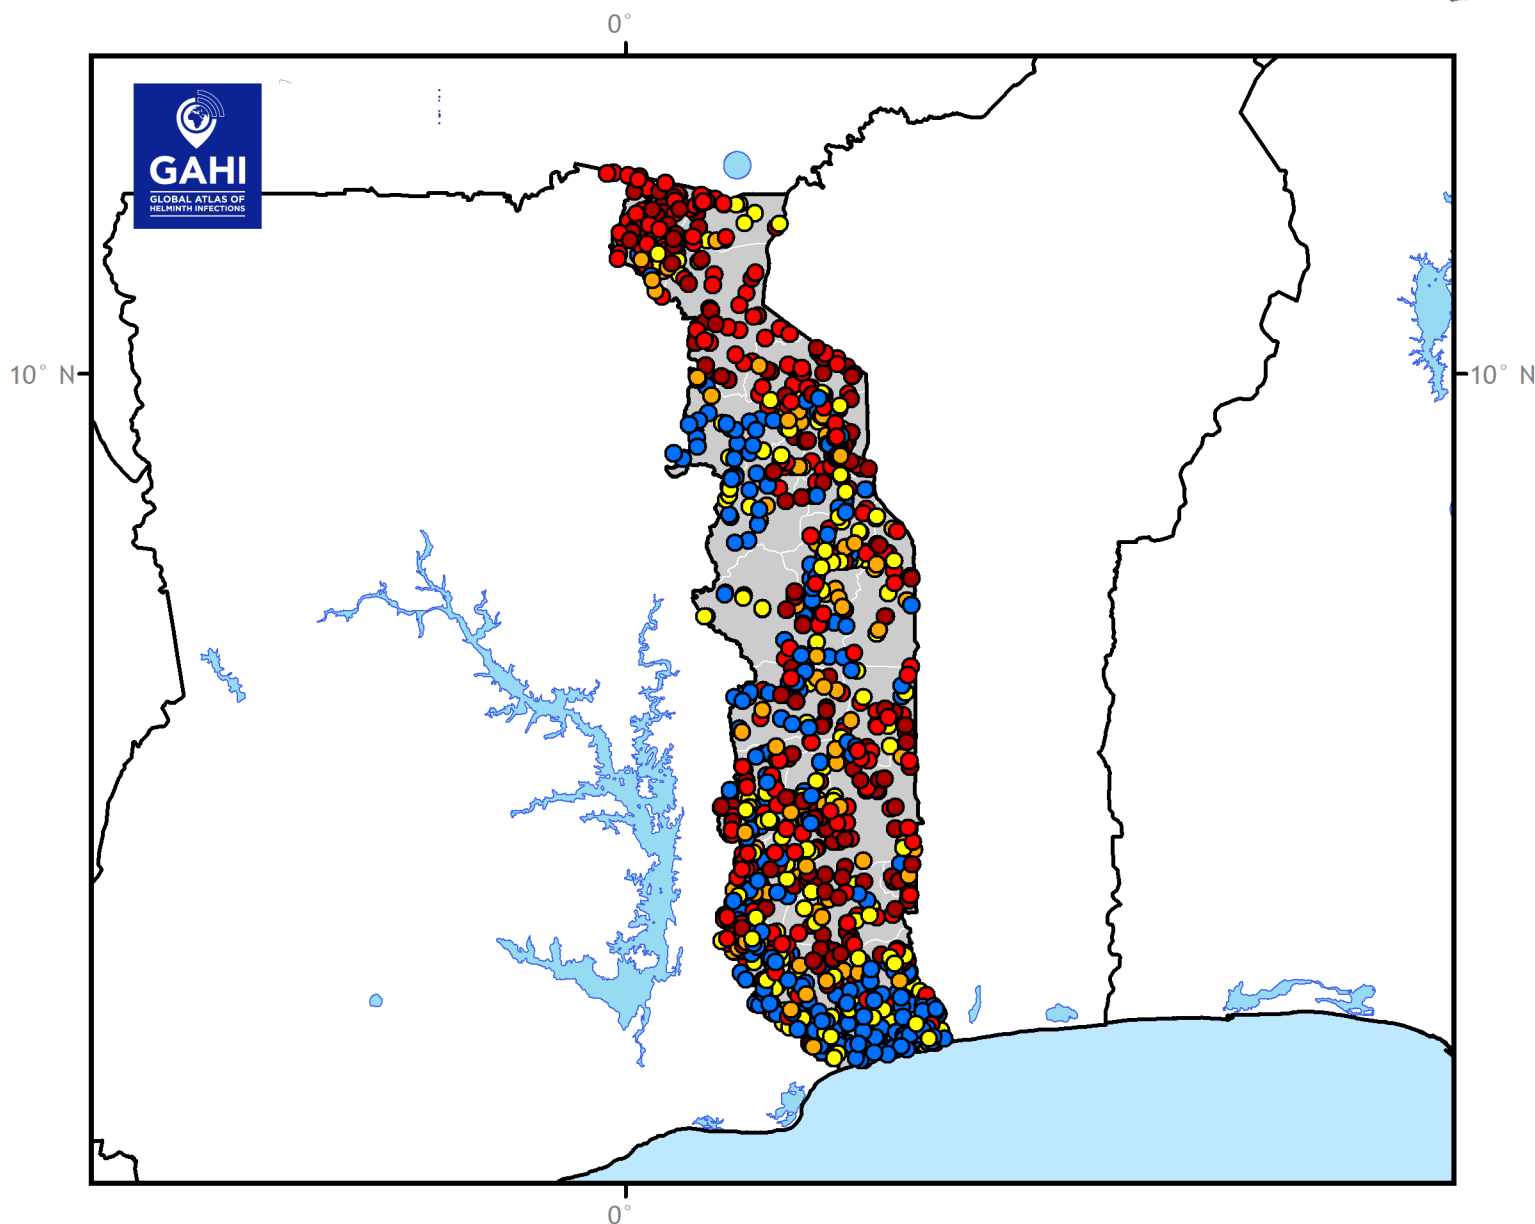 0°
GAHI
GLOBAL ATLAS OF
HELMINTH INFECTIONS
10° N
10° N
0°